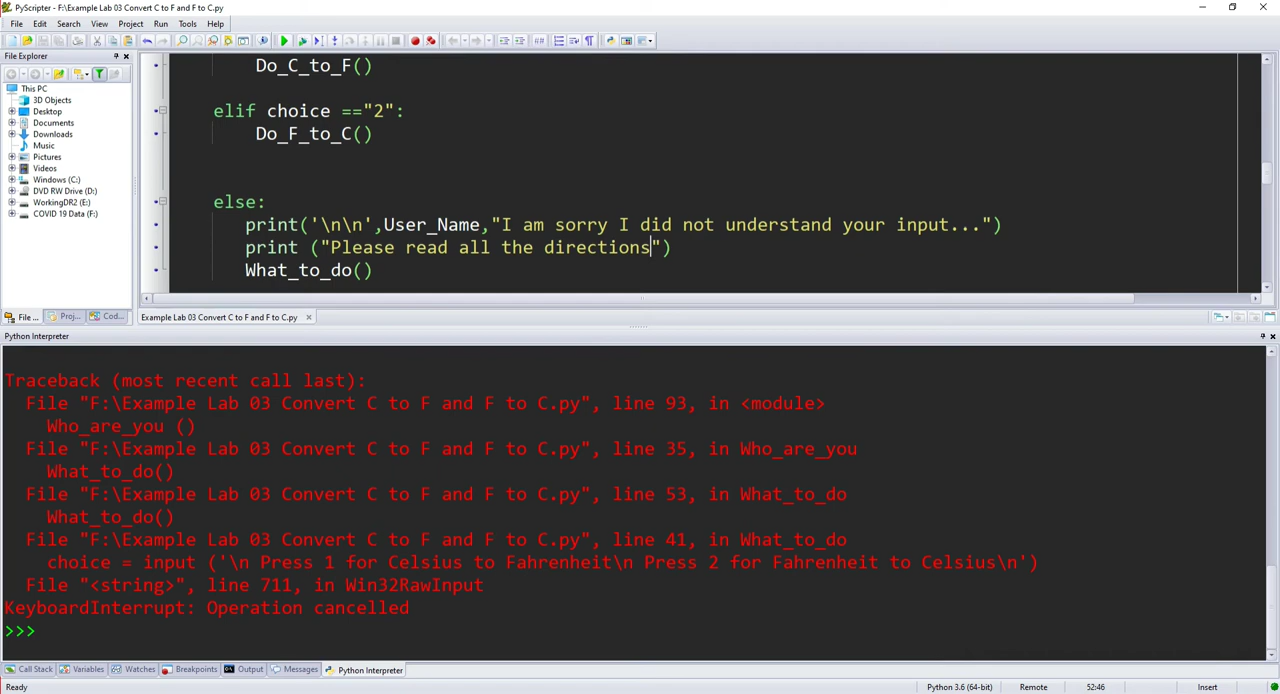 PyScripter - F:\Example Lab 03 Convert C to F and F to C.py
File Edit Search View Project Run Tools Help
File Explorer
This PC
3D Objects
Desktop
Documents
Downloads
Music
Pictures
Videos
Windows (C:)
DVD RW Drive (D:)
WorkingDR2 (E:)
COVID 19 Data (F:)
File ... Proj... Cod...
Do_C_to_F()
elif choice =="2":
Do_F_to_C()
else:
print('\n\n',User_Name,"I am sorry I did not understand your input...")
print ("Please read all the directions")
What_to_do()
Example Lab 03 Convert C to F and F to C.py
Python Interpreter
Traceback (most recent call last):
File "F:\Example Lab 03 Convert C to F and F to C.py", line 93, in <module>
Who_are_you ()
File "F:\Example Lab 03 Convert C to F and F to C.py", line 35, in Who_are_you
What_to_do()
File "F:\Example Lab 03 Convert C to F and F to C.py", line 53, in What_to_do
What_to_do()
File "F:\Example Lab 03 Convert C to F and F to C.py", line 41, in What_to_do
choice = input ('\n Press 1 for Celsius to Fahrenheit\n Press 2 for Fahrenheit to Celsius\n')
File "<string>", line 711, in Win32RawInput
KeyboardInterrupt: Operation cancelled
>>>
Call Stack Variables Watches Breakpoints Output Messages Python Interpreter
Ready Python 3.6 (64-bit) Remote 52:46 Insert